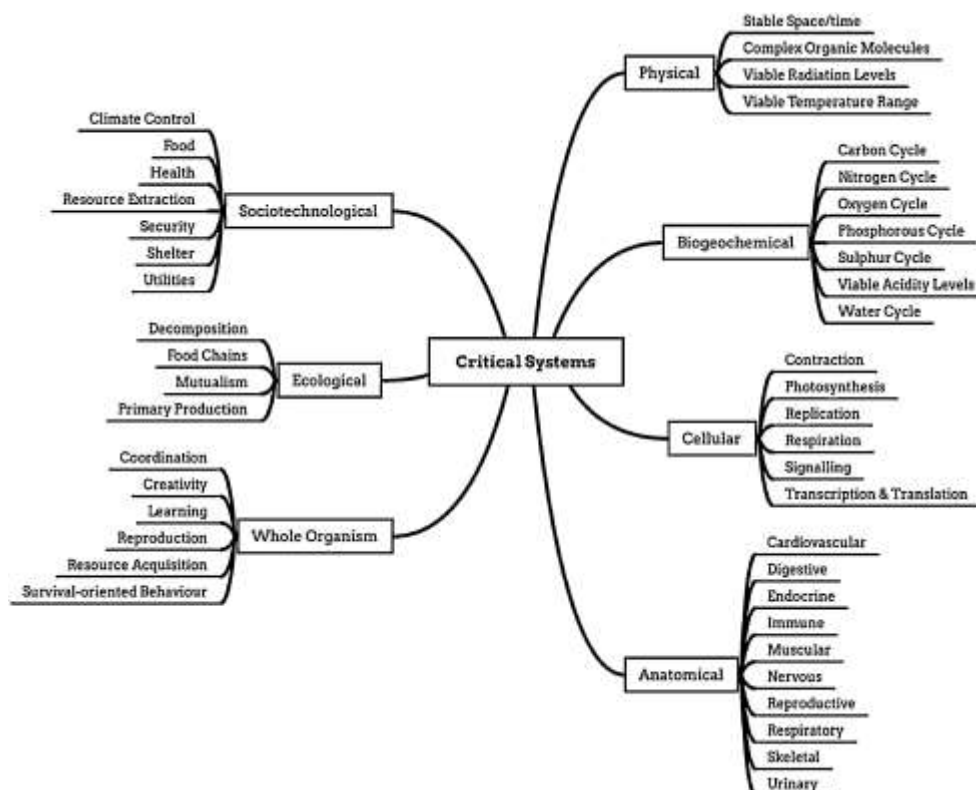 Critical Systems
Physical
Stable Space/time
Complex Organic Molecules
Viable Radiation Levels
Viable Temperature Range
Biogeochemical
Carbon Cycle
Nitrogen Cycle
Oxygen Cycle
Phosphorous Cycle
Sulphur Cycle
Viable Acidity Levels
Water Cycle
Cellular
Contraction
Photosynthesis
Replication
Respiration
Signalling
Transcription & Translation
Anatomical
Cardiovascular
Digestive
Endocrine
Immune
Muscular
Nervous
Reproductive
Respiratory
Skeletal
Urinary
Sociotechnological
Climate Control
Food
Health
Resource Extraction
Security
Shelter
Utilities
Ecological
Decomposition
Food Chains
Mutualism
Primary Production
Whole Organism
Coordination
Creativity
Learning
Reproduction
Resource Acquisition
Survival-oriented Behaviour